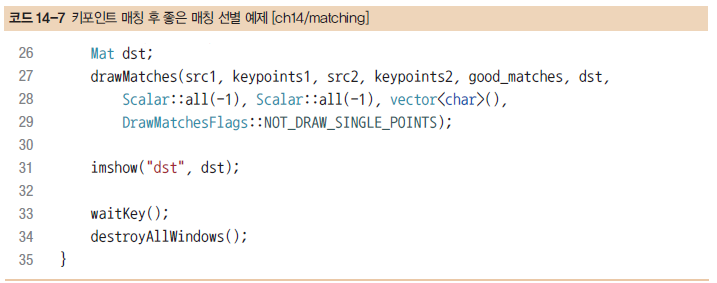 코드 14-7 키포인트 매칭 후 좋은 매칭 선별 예제 [ch14/matching]
26 Mat dst;
27 drawMatches(src1, keypoints1, src2, keypoints2, good_matches, dst,
28 Scalar::all(-1), Scalar::all(-1), vector<char>(),
29 DrawMatchesFlags::NOT_DRAW_SINGLE_POINTS);
30
31 imshow("dst", dst);
32
33 waitKey();
34 destroyAllWindows();
35 }